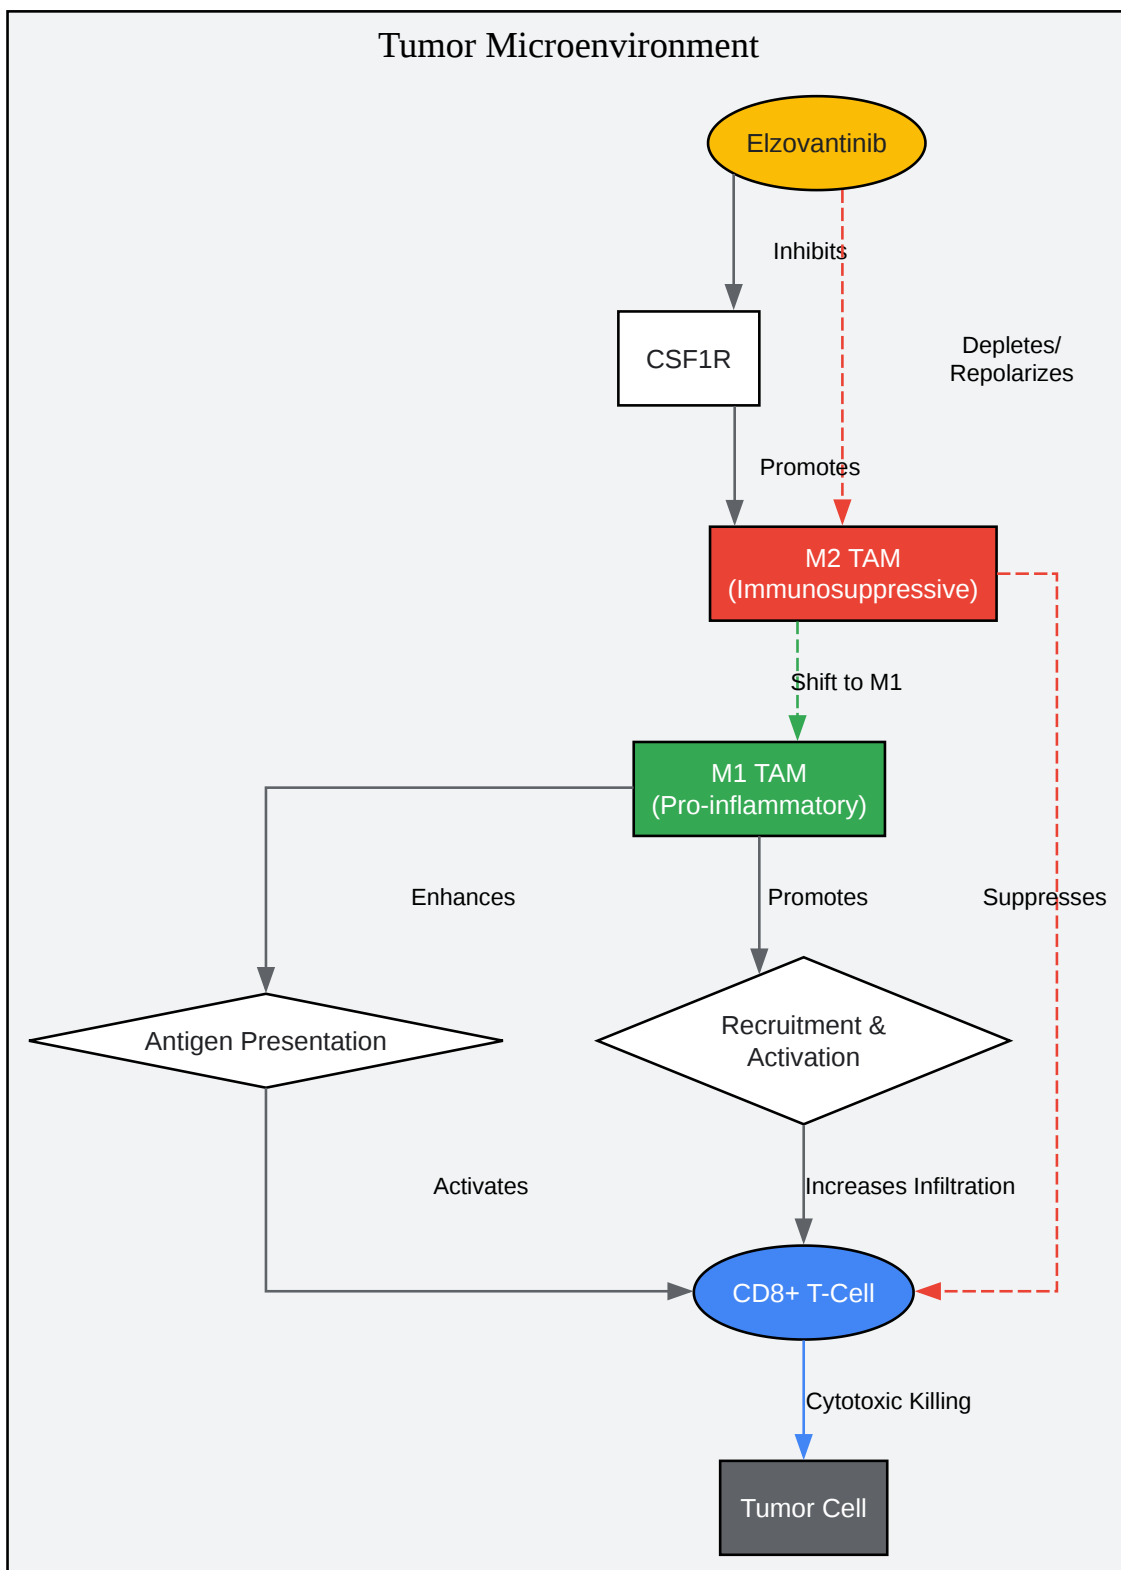 Tumor Microenvironment
Elzovantinib
Inhibits
CSF1R
Depletes/
Repolarizes
Promotes
M2 TAM
(Immunosuppressive)
Shift to M1
M1 TAM
(Pro-inflammatory)
Enhances
Promotes
Suppresses
Antigen Presentation
Recruitment &
Activation
Activates
Increases Infiltration
CD8+ T-Cell
Cytotoxic Killing
Tumor Cell